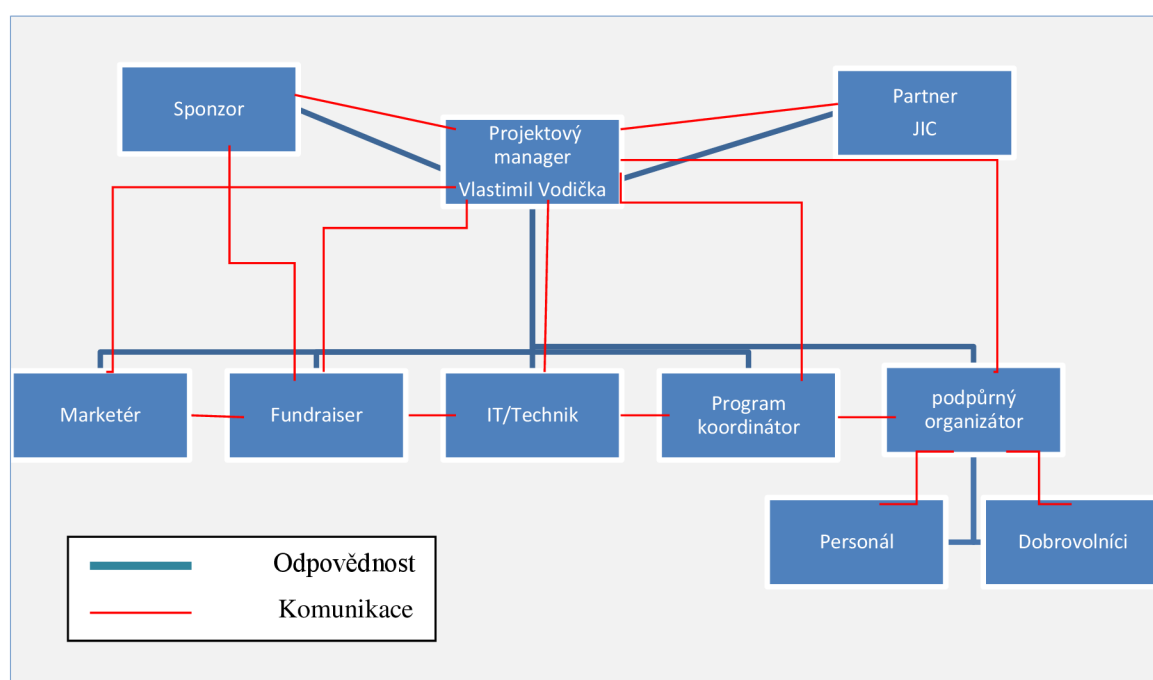 Sponzor
Partner
JIC
Projektový
manager
Vlastimil Vodička
Marketér
Fundraiser
IT/Technik
Program
koordinátor
podpůrný
organizátor
Personál
Dobrovolníci
Odpovědnost
Komunikace